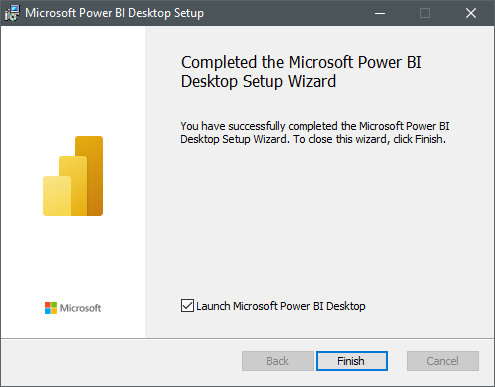 Microsoft Power BI Desktop Setup
Completed the Microsoft Power BI
Desktop Setup Wizard
You have successfully completed the Microsoft Power BI
Desktop Setup Wizard. To close this wizard, click Finish.
Microsoft
Launch Microsoft Power BI Desktop
Back
Finish
Cancel